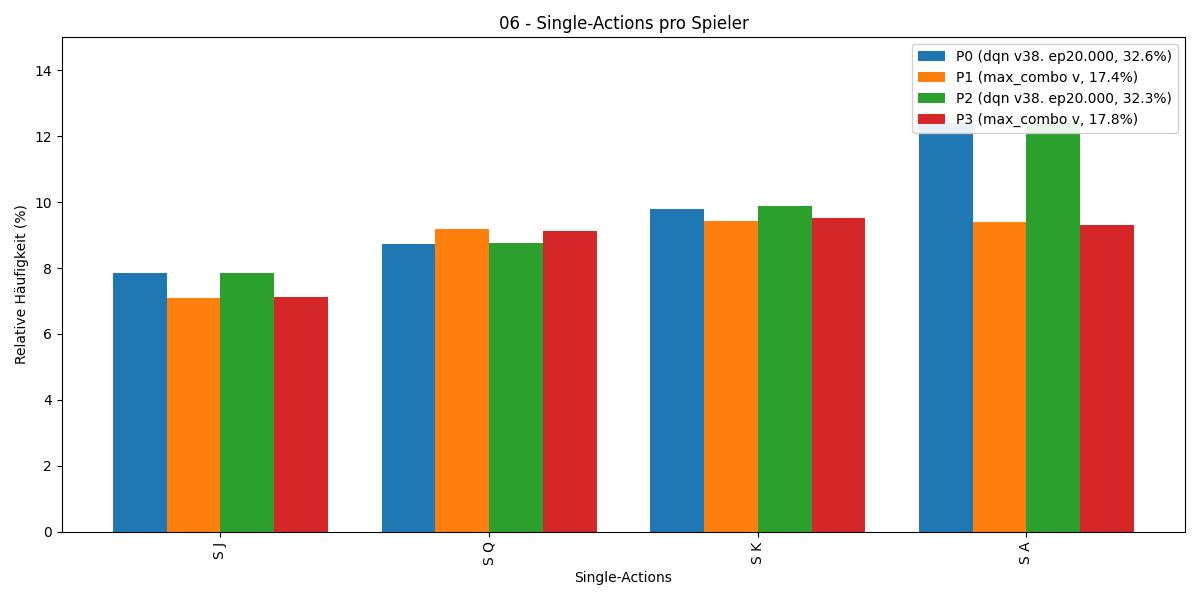 06 - Single-Actions pro Spieler
P0 (dqn v38. ep20.000, 32.6%)
P1 (max_combo v, 17.4%)
P2 (dqn v38. ep20.000, 32.3%)
P3 (max_combo v, 17.8%)
Relative Häufigkeit (%)
14
12
10
8
6
4
2
0
S J
S Q
S K
S A
Single-Actions